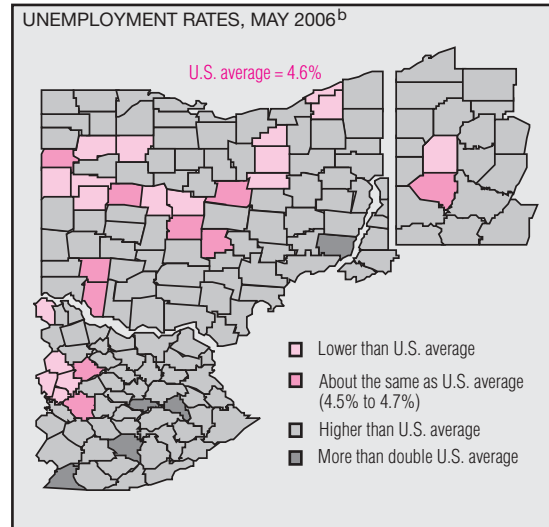 UNEMPLOYMENT RATES, MAY 2006b
U.S. average = 4.6%
Lower than U.S. average
About the same as U.S. average
(4.5% to 4.7%)
Higher than U.S. average
More than double U.S. average